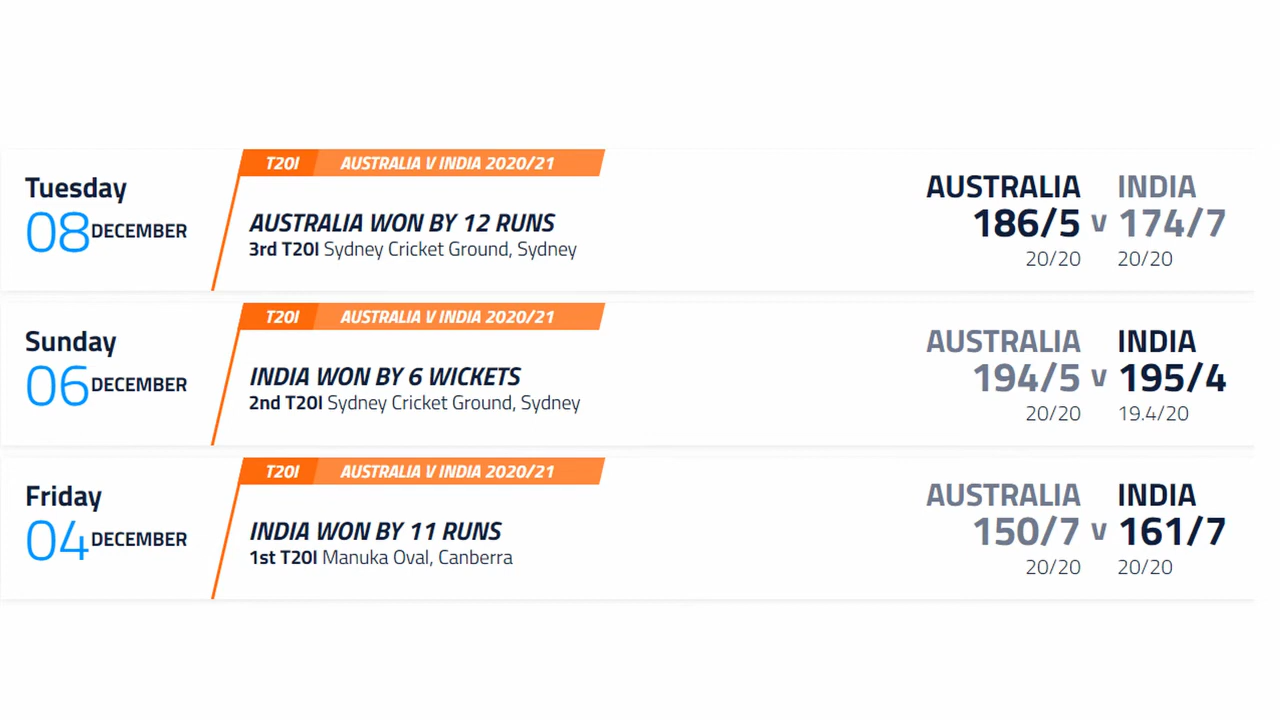 Tuesday
08 DECEMBER
T20I AUSTRALIA V INDIA 2020/21
AUSTRALIA WON BY 12 RUNS
3rd T20I Sydney Cricket Ground, Sydney
AUSTRALIA INDIA
186/5 v 174/7
20/20 20/20
Sunday
06 DECEMBER
T20I AUSTRALIA V INDIA 2020/21
INDIA WON BY 6 WICKETS
2nd T20I Sydney Cricket Ground, Sydney
AUSTRALIA INDIA
194/5 v 195/4
20/20 19.4/20
Friday
04 DECEMBER
T20I AUSTRALIA V INDIA 2020/21
INDIA WON BY 11 RUNS
1st T20I Manuka Oval, Canberra
AUSTRALIA INDIA
150/7 v 161/7
20/20 20/20